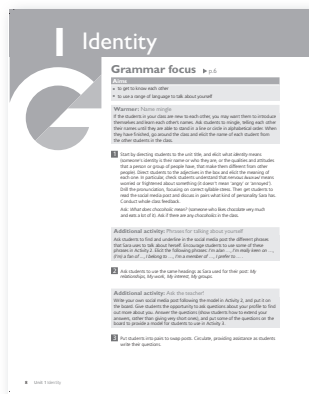 1 Identity
Grammar focus ▶ p.6
Aims
• to get to know each other
• to use a range of language to talk about yourself
Warmer: Name mingle
If the students in your class are new to each other, you may want them to introduce
themselves and learn each other's names. Ask students to mingle, telling each other
their names until they are able to stand in a line or circle in alphabetical order. When
they have finished, go around the class and elicit the name of each student from
the other students in the class.
1 Start by directing students to the unit title, and elicit what identity means:
someone's identity is their name or who they are, or the qualities and attitudes
that a person or group of people have, that make them different from other
people. Direct students to the adjectives in the box and elicit the meaning of
each one. In particular, check students understand that nervous (because) means
worried or frightened about something (it doesn't mean 'angry' or 'annoyed').
Drill the pronunciation, focusing on correct syllable stress. Then get students to
read the social media post and discuss in pairs what kind of personality Sara has.
Conduct whole class feedback.
Ask: What does chocoholic mean? (someone who likes chocolate very much
and eats a lot of it). Ask if there are any chocoholics in the class.
Additional activity: Phrases for talking about yourself
Ask students to find and underline in the social media post the different phrases
that Sara uses to talk about herself. Encourage students to use some of these
phrases in Activity 2. Elicit the following phrases: I'm also …, I'm really keen on …,
(I'm) a fan of …, I belong to …, I'm a member of …, I prefer to …
2 Ask students to use the same headings as Sara used for their post: My
relationships, My work, My interests, My groups.
Additional activity: Ask the teacher!
Write your own social media post following the model in Activity 2, and put it on
the board. Give students the opportunity to ask questions about your profile to find
out more about you. Answer the questions (show students how to extend your
answers, rather than giving very short ones), and put some of the questions on the
board to provide a model for students to use in Activity 3.
3 Put students into pairs to swap posts. Circulate, providing assistance as students
write their questions.
8 Unit 1 Identity